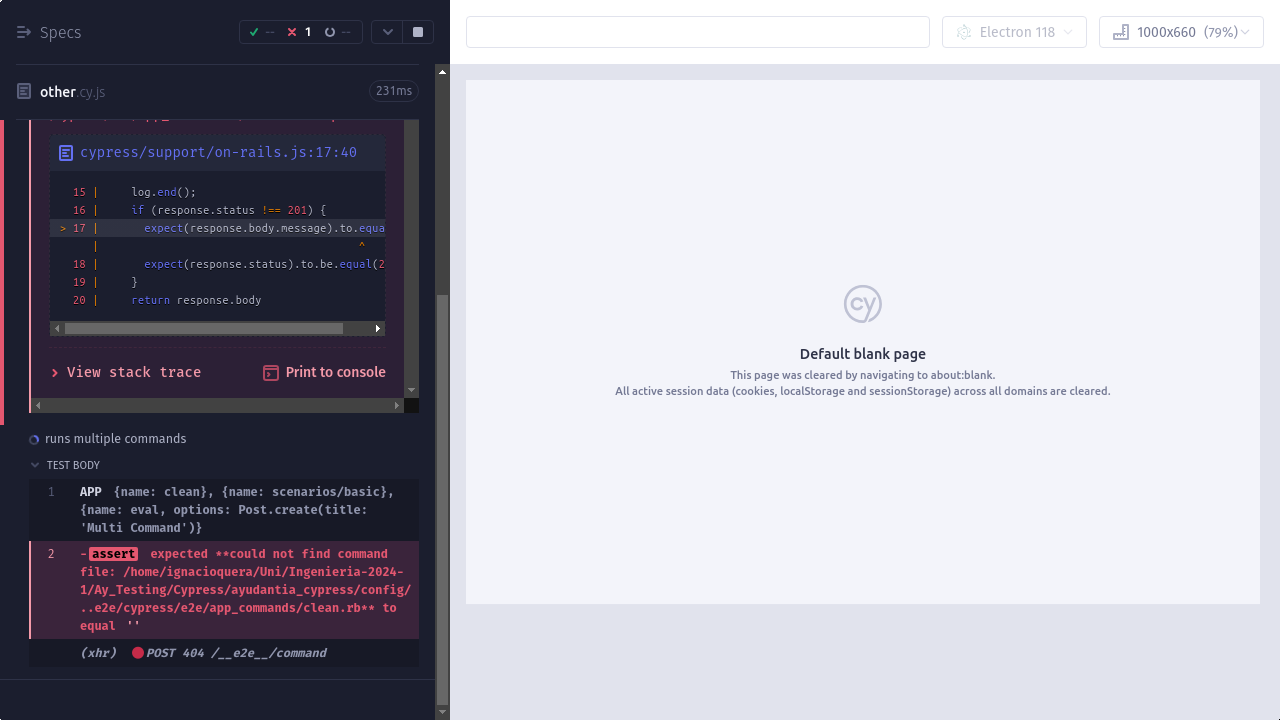 Specs
-- 1 --
Electron 118
1000x660 (79%)
other.cy.js
231ms
cypress/support/on-rails.js:17:40
15 | log.end();
16 | if (response.status !== 201) {
> 17 | expect(response.body.message).to.equa
| ^
18 | expect(response.status).to.be.equal(2
19 | }
20 | return response.body
View stack trace
Print to console
runs multiple commands
TEST BODY
1 APP {name: clean}, {name: scenarios/basic},
{name: eval, options: Post.create(title:
'Multi Command')}
2 -assert expected **could not find command
file: /home/ignacioquera/Uni/Ingenieria-2024-
1/Ay_Testing/Cypress/ayudantia_cypress/config/
..e2e/cypress/e2e/app_commands/clean.rb** to
equal ''
(xhr) POST 404 /__e2e__/command
cy
Default blank page
This page was cleared by navigating to about:blank.
All active session data (cookies, localStorage and sessionStorage) across all domains are cleared.